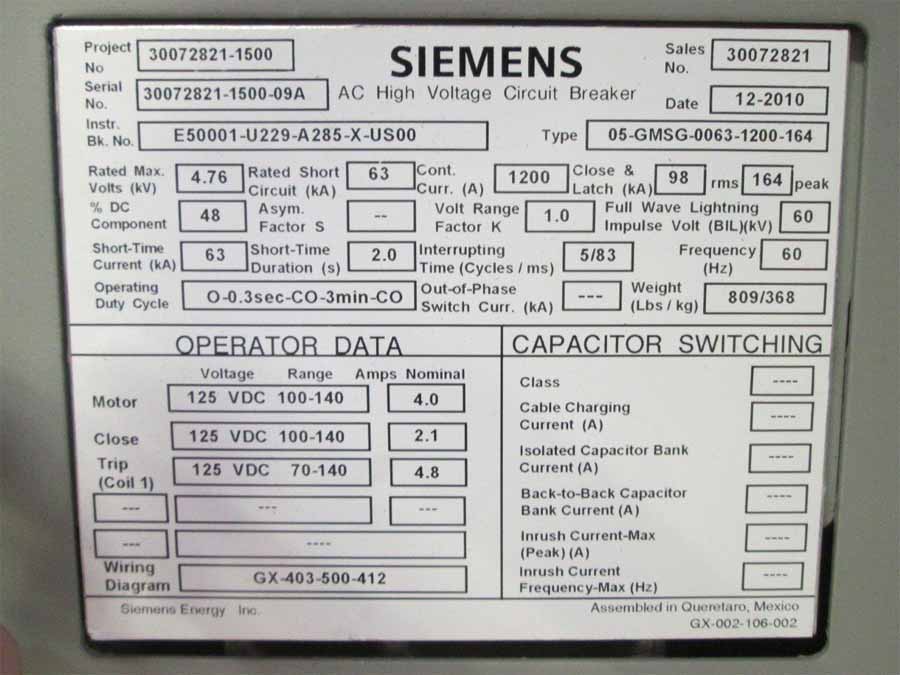 Project No 30072821-1500 SIEMENS Sales No. 30072821
Serial No. 30072821-1500-09A AC High Voltage Circuit Breaker Date 12-2010
Instr. Bk. No. E50001-U229-A285-X-US00 Type 05-GMSG-0063-1200-164
Rated Max. Volts (kV) 4.76 Rated Short Circuit (kA) 63 Cont. Curr. (A) 1200 Close & Latch (kA) 98 rms 164 peak
% DC Component 48 Asym. Factor S -- Volt Range Factor K 1.0 Full Wave Lightning Impulse Volt (BIL)(kV) 60
Short-Time Current (kA) 63 Short-Time Duration (s) 2.0 Interrupting Time (Cycles / ms) 5/83 Frequency (Hz) 60
Operating Duty Cycle O-0.3sec-CO-3min-CO Out-of-Phase Switch Curr. (kA) --- Weight (Lbs / kg) 809/368
OPERATOR DATA
Voltage Range Amps Nominal
Motor 125 VDC 100-140 4.0
Close 125 VDC 100-140 2.1
Trip (Coil 1) 125 VDC 70-140 4.8
--- --- ---
--- ----
Wiring Diagram GX-403-500-412
CAPACITOR SWITCHING
Class ----
Cable Charging Current (A) ----
Isolated Capacitor Bank Current (A) ----
Back-to-Back Capacitor Bank Current (A) ----
Inrush Current-Max (Peak) (A) ----
Inrush Current Frequency-Max (Hz) ----
Siemens Energy Inc.
Assembled in Queretaro, Mexico
GX-002-106-002